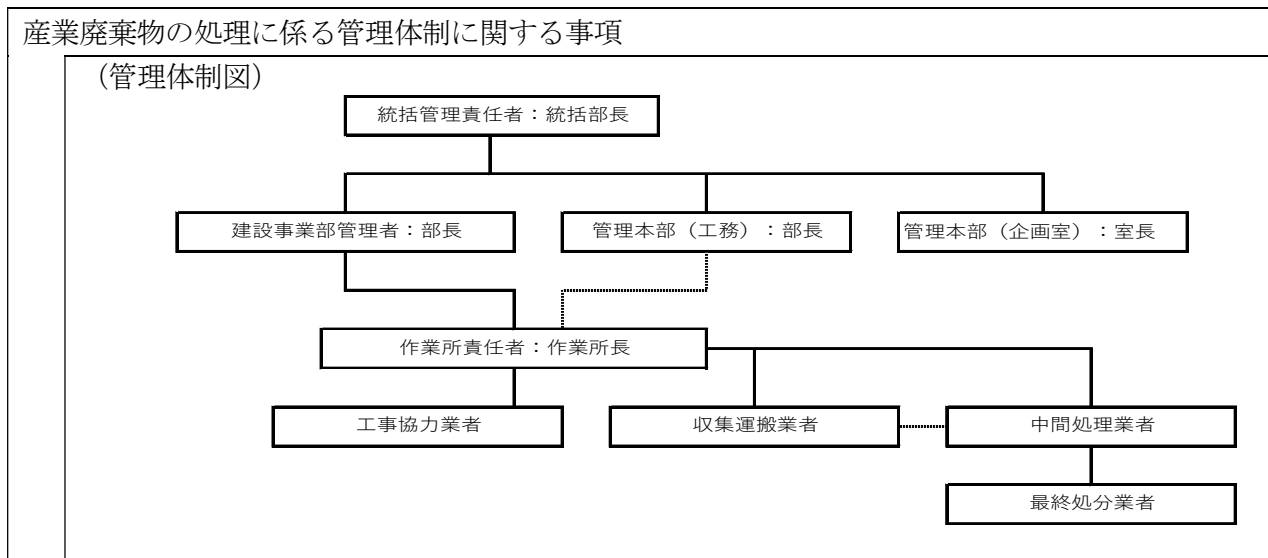 産業廃棄物の処理に係る管理体制に関する事項
（管理体制図）
統括管理責任者：統括部長
建設事業部管理者：部長
管理本部（工務）：部長
管理本部（企画室）：室長
作業所責任者：作業所長
工事協力業者
収集運搬業者
中間処理業者
最終処分業者